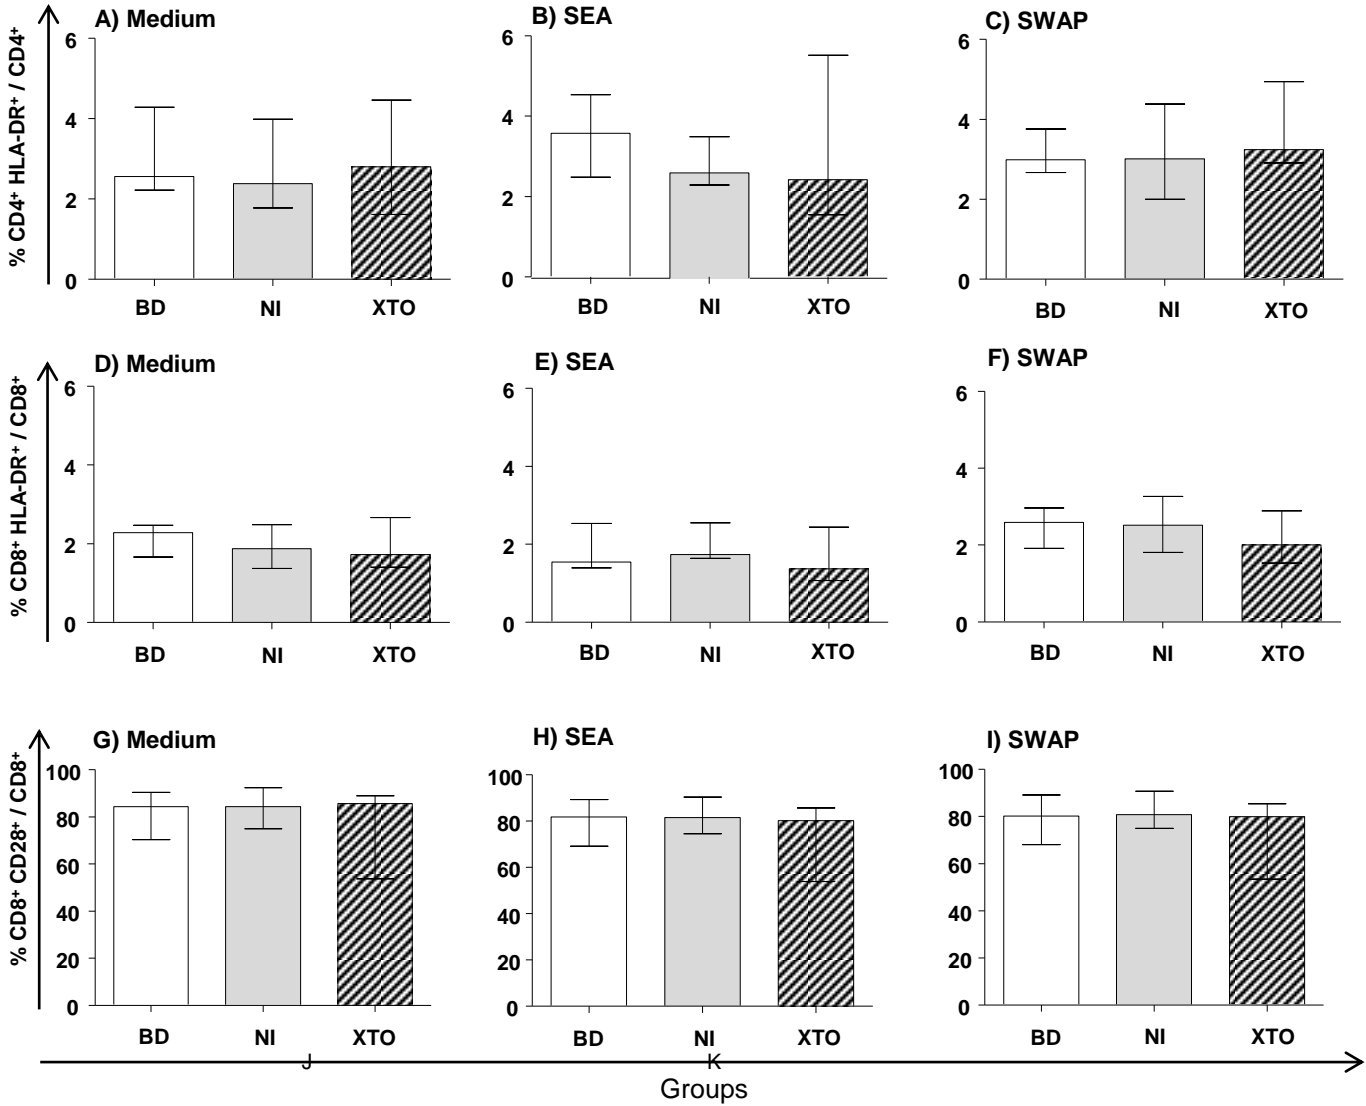 A) Medium
B) SEA
C) SWAP
% CD4+ HLA-DR+ / CD4+
6
4
2
0
BD NI XTO
6
4
2
0
BD NI XTO
6
4
2
0
BD NI XTO
D) Medium
E) SEA
F) SWAP
% CD8+ HLA-DR+ / CD8+
6
4
2
0
BD NI XTO
6
4
2
0
BD NI XTO
6
4
2
0
BD NI XTO
G) Medium
H) SEA
I) SWAP
% CD8+ CD28+ / CD8+
100
80
60
40
20
0
BD NI XTO
100
80
60
40
20
0
BD NI XTO
100
80
60
40
20
0
BD NI XTO
J K
Groups